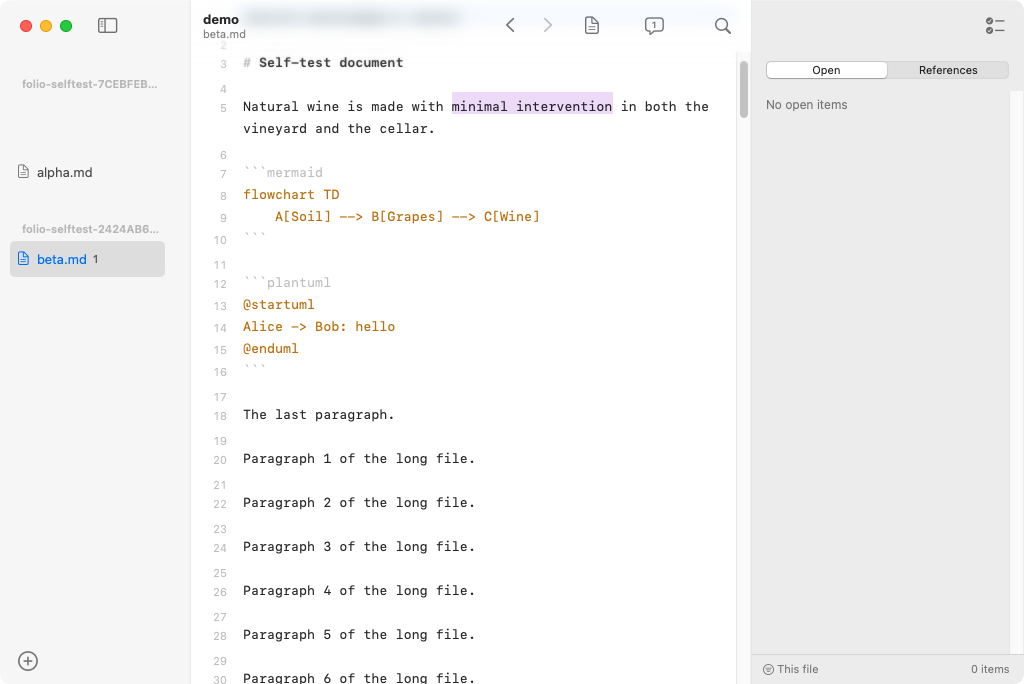 demo
beta.md
1
Open
References
folio-selftest-7CEBFEB...
No open items
alpha.md
folio-selftest-2424AB6...
beta.md 1
2
3 # Self-test document
4
5 Natural wine is made with minimal intervention in both the
vineyard and the cellar.
6
7 ```mermaid
8 flowchart TD
9 A[Soil] --> B[Grapes] --> C[Wine]
10 ```
11
12 ```plantuml
13 @startuml
14 Alice -> Bob: hello
15 @enduml
16 ```
17
18 The last paragraph.
19
20 Paragraph 1 of the long file.
21
22 Paragraph 2 of the long file.
23
24 Paragraph 3 of the long file.
25
26 Paragraph 4 of the long file.
27
28 Paragraph 5 of the long file.
29
30 Paragraph 6 of the long file.
This file
0 items